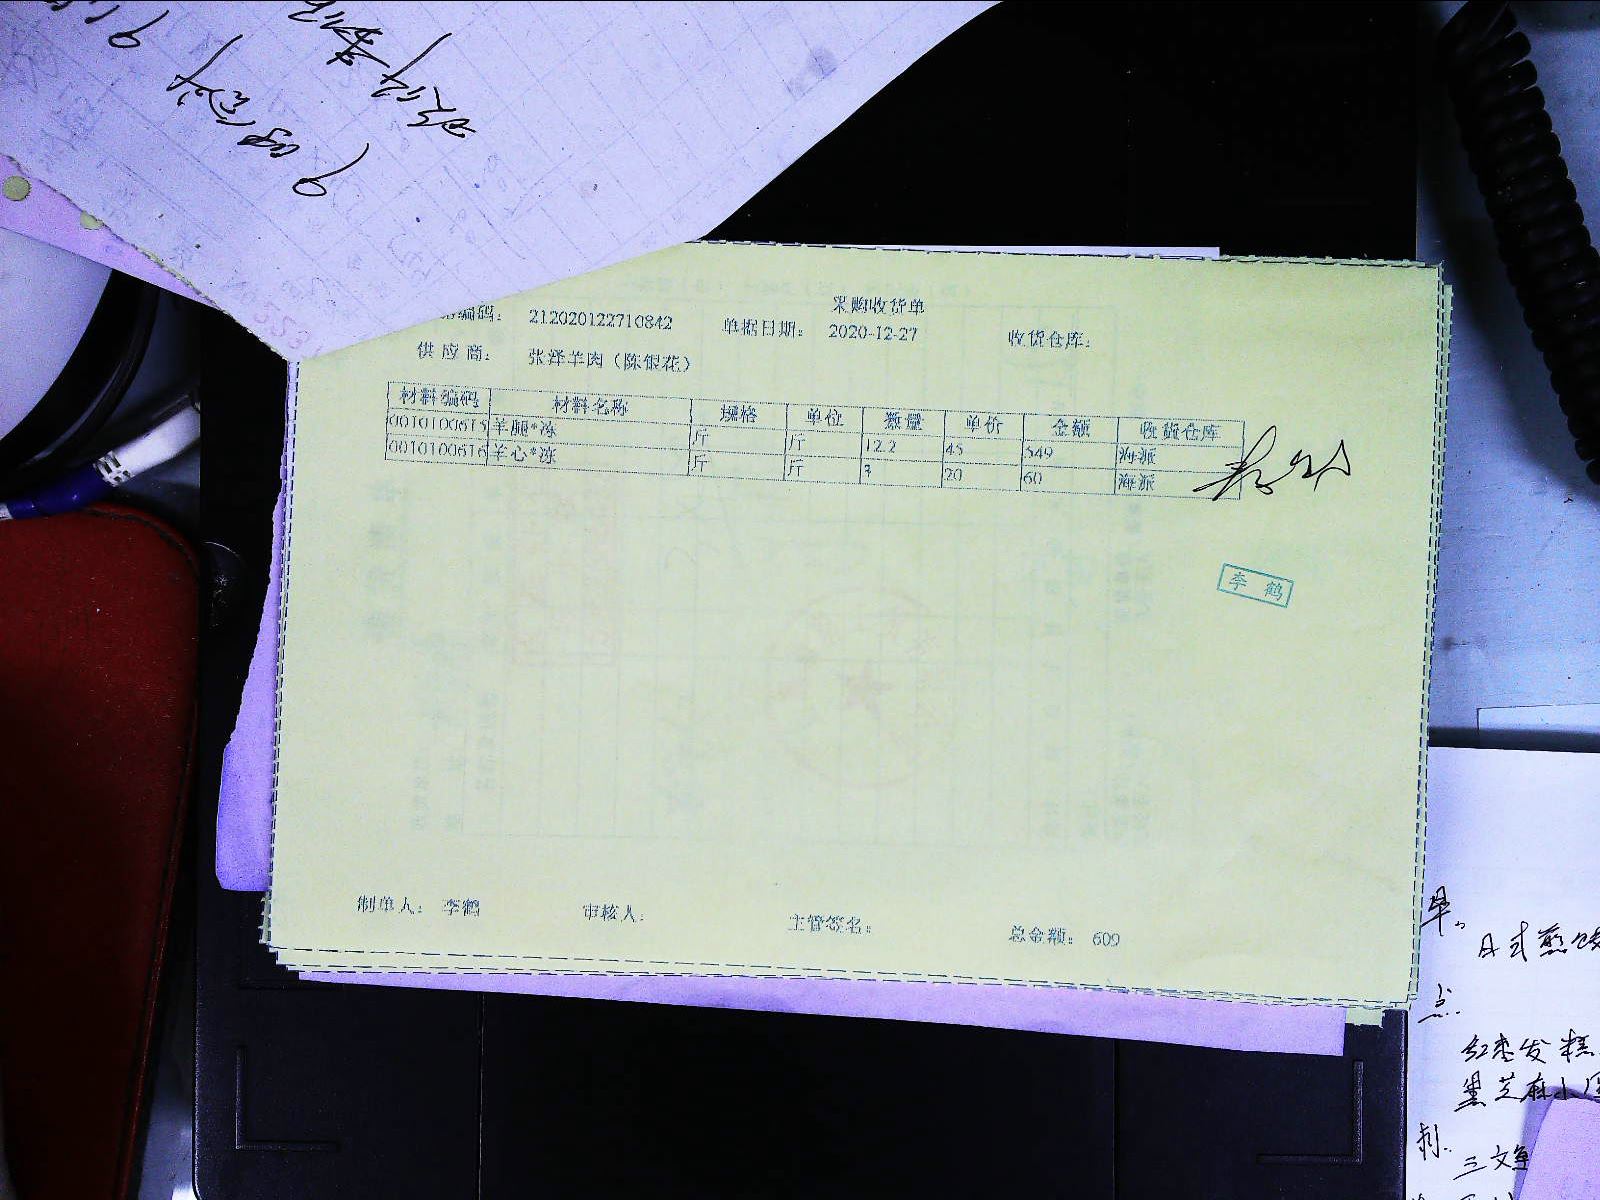 采购收货单
编码： 212020122710842 单据日期： 2020-12-27 收货仓库：
供应商： 张泽羊肉（陈银花）
材料编码 材料名称 规格 单位 数量 单价 金额 收货仓库
0010100615 羊腿*冻 斤 斤 12.2 45 549 海派
0010100616 羊心*冻 斤 斤 3 20 60 海派
李鹤
制单人： 李鹤 审核人： 主管签名： 总金额： 609
早。
日式煎饺
点.
红枣发糕
黑芝麻小
三文鱼